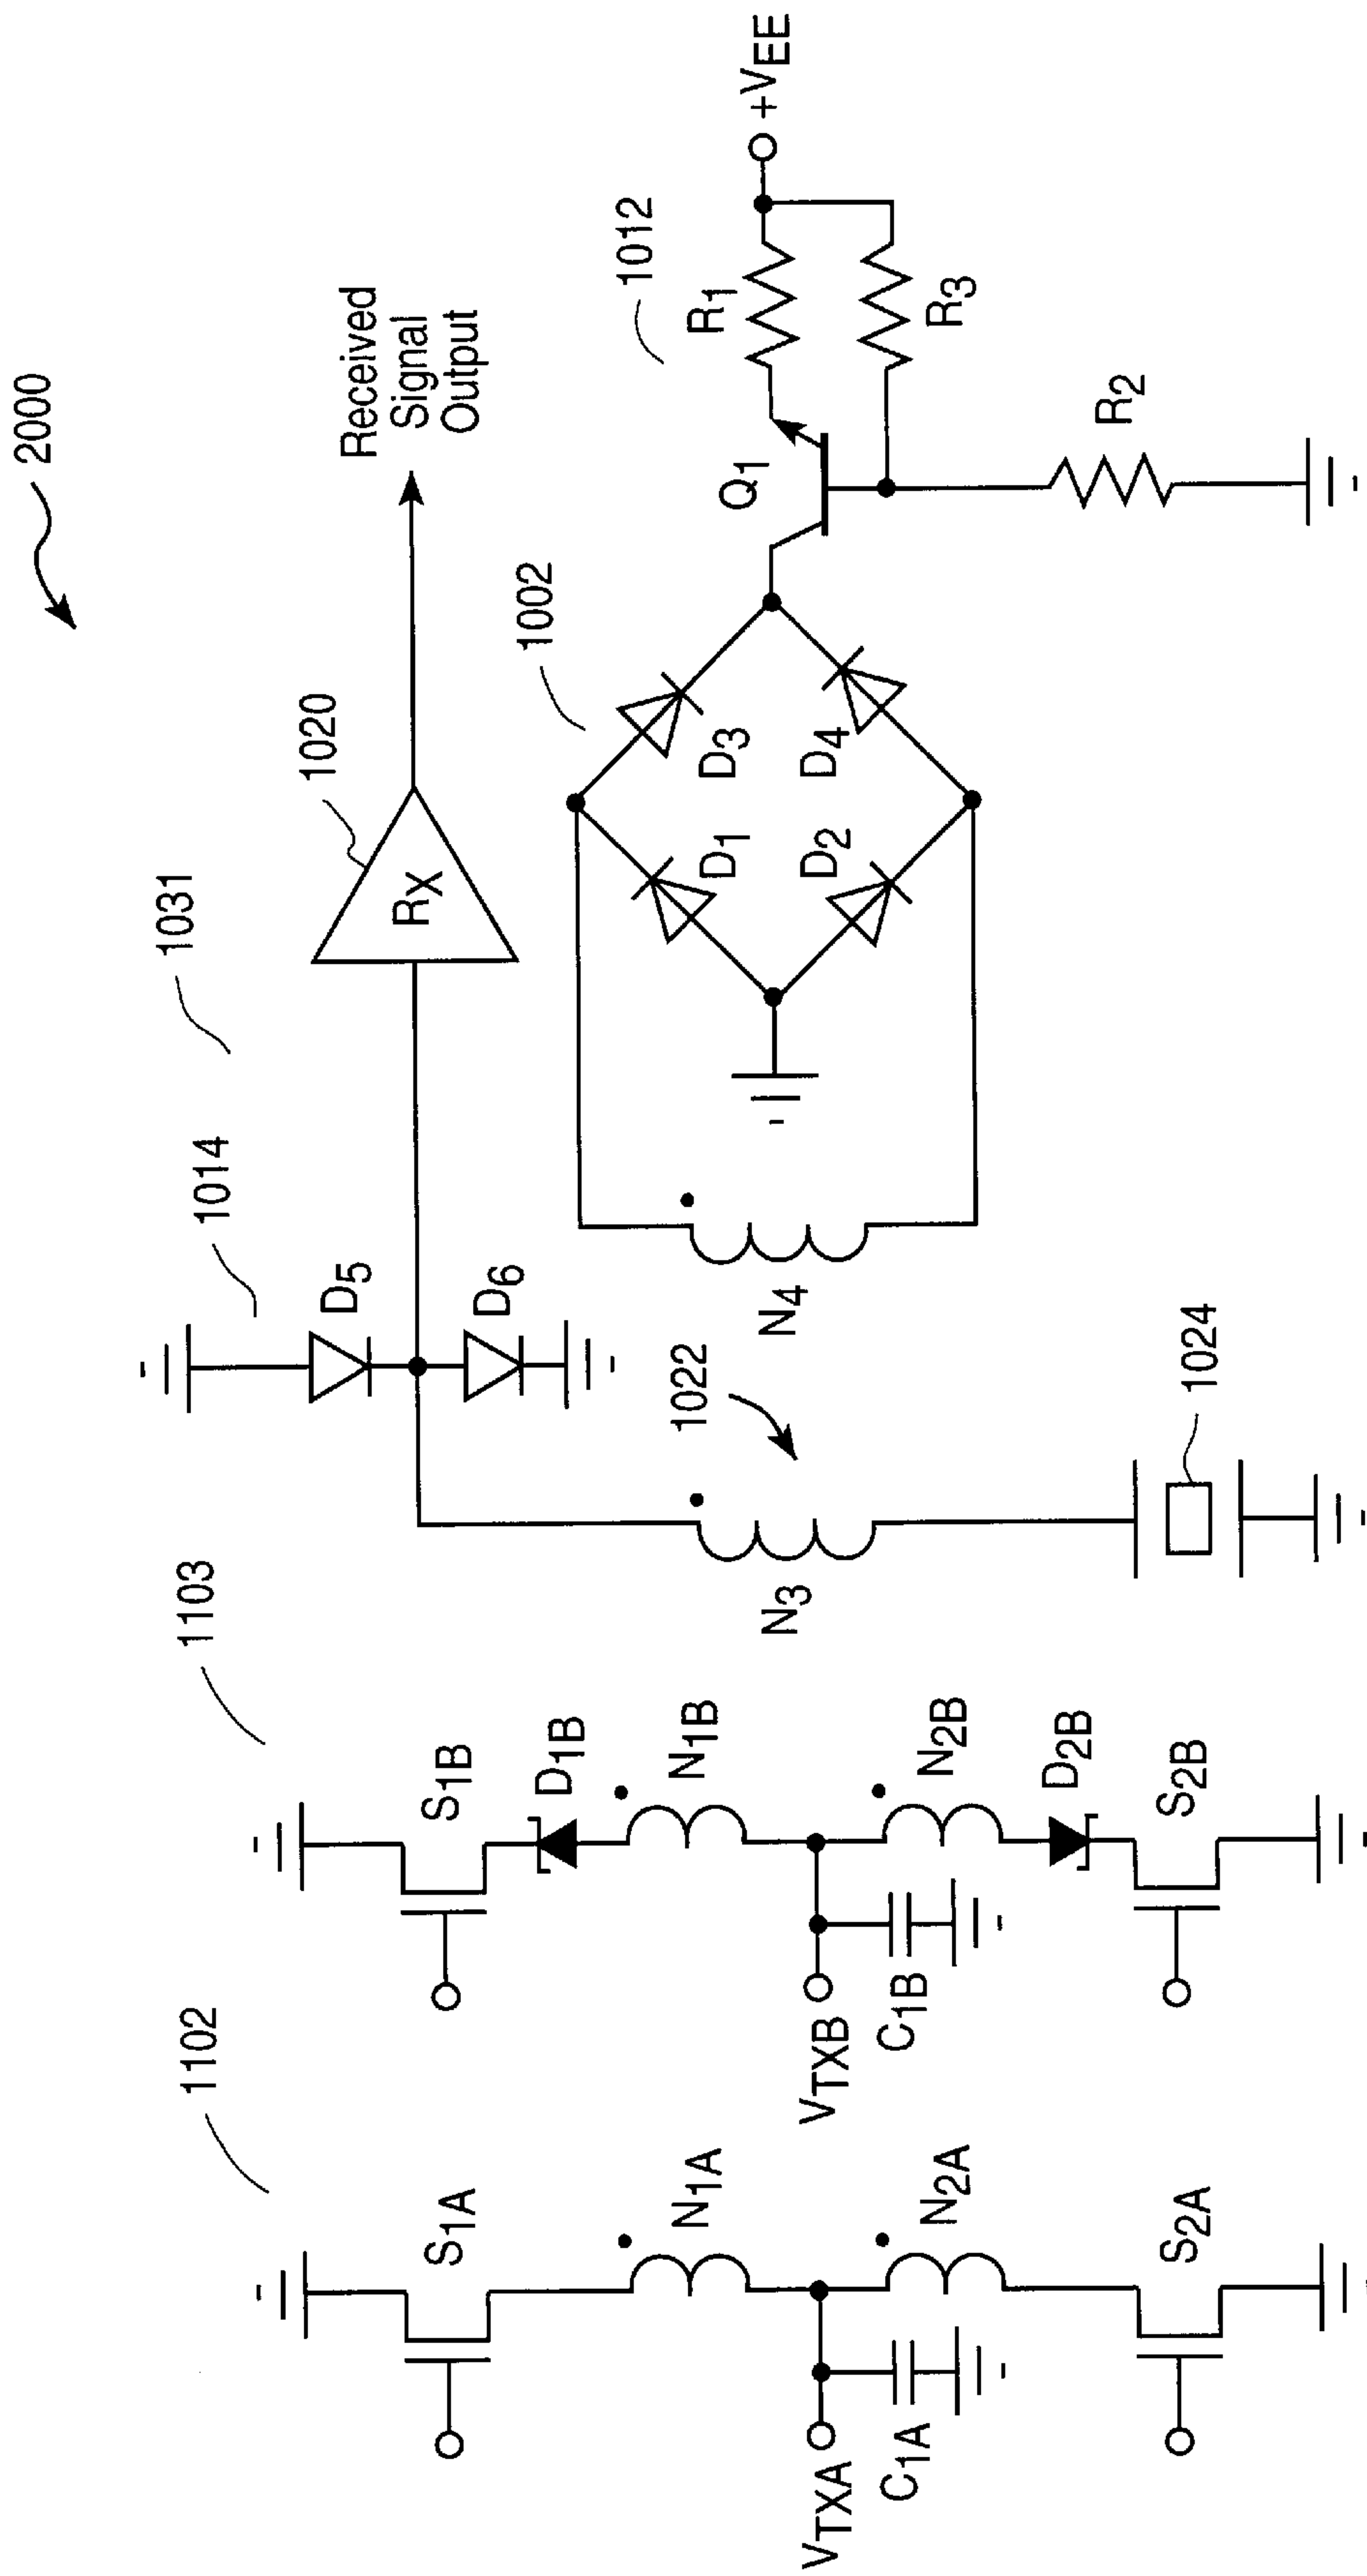 2000
Received
Signal
Output
1020
RX
1031
1014
D5
D6
1002
1012
+VEE
R1
R3
R2
Q1
D3
D4
D1
D2
N4
1022
N3
1024
1103
S1B
D1B
N1B
N2B
D2B
S2B
VTXB
C1B
1102
S1A
N1A
N2A
S2A
VTXA
C1A